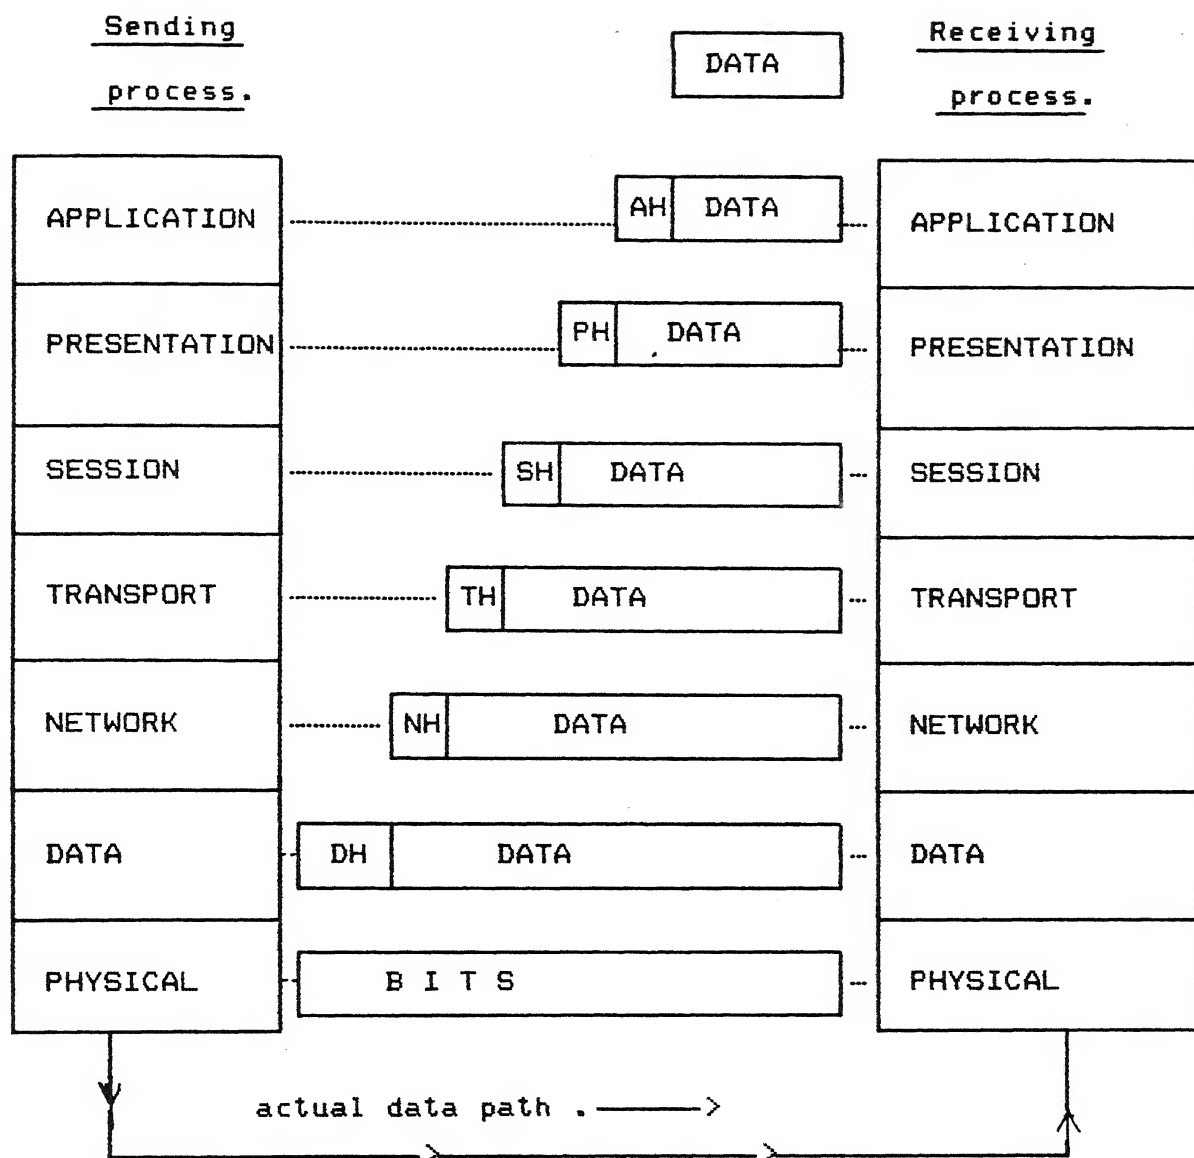 Sending
process.
DATA
Receiving
process.
APPLICATION
AH DATA
APPLICATION
PRESENTATION
PH DATA
PRESENTATION
SESSION
SH DATA
SESSION
TRANSPORT
TH DATA
TRANSPORT
NETWORK
NH DATA
NETWORK
DATA
DH DATA
DATA
PHYSICAL
B I T S
PHYSICAL
actual data path .